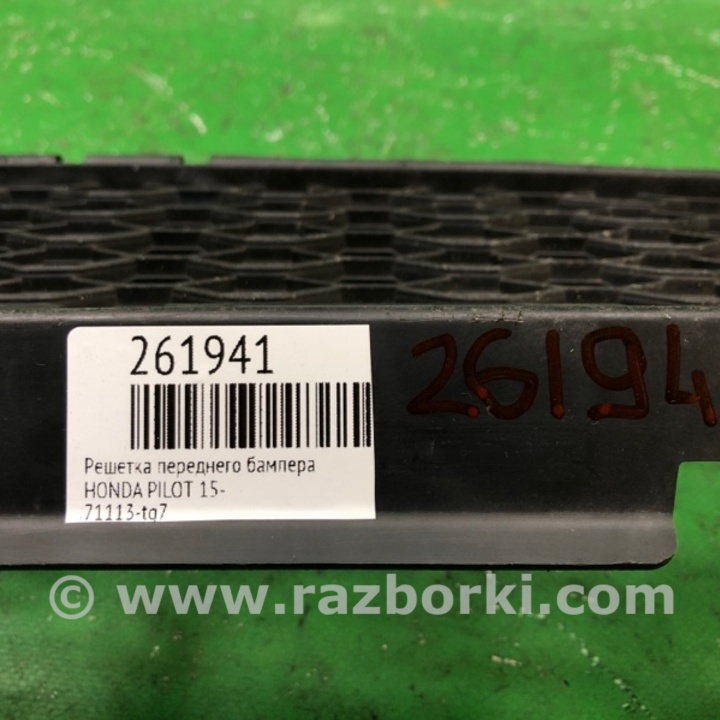 261941
26194
Решетка переднего бампера
HONDA PILOT 15-
71113-tg7
© www.razborki.com